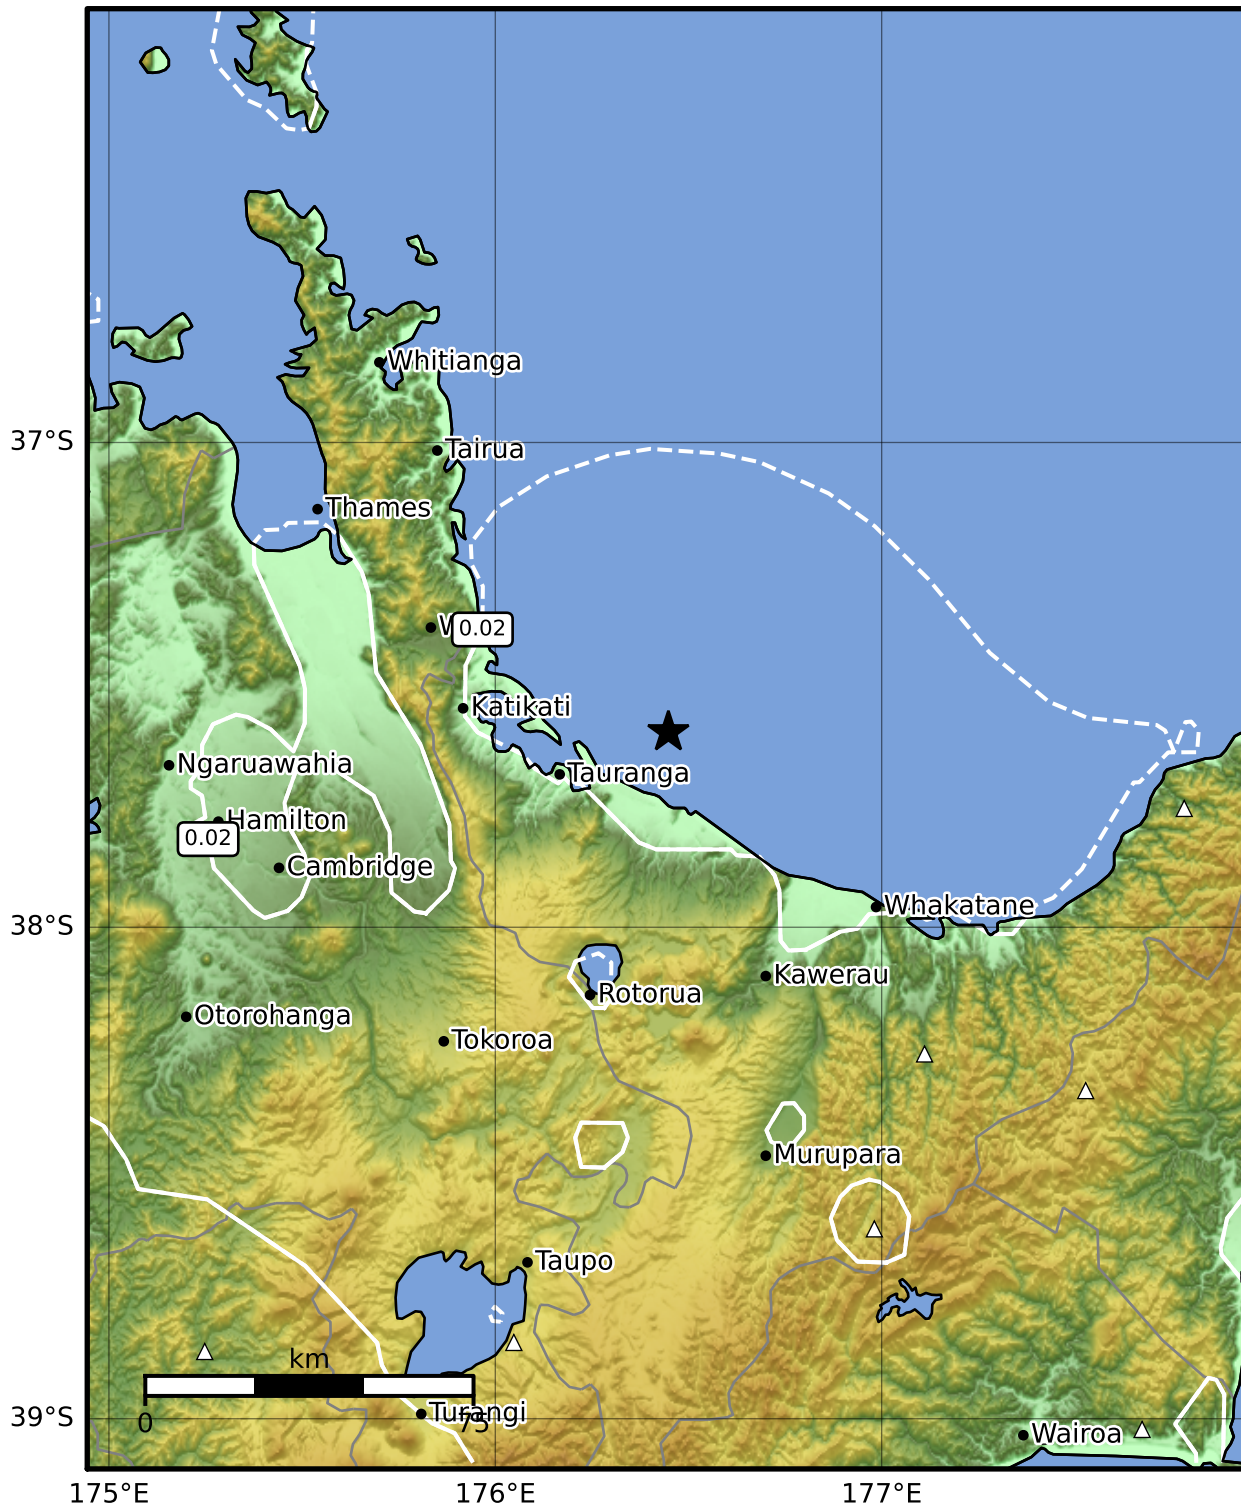 Whitianga
37°S
Tairua
Thames
0.02
Katikati
Ngaruawahia
Tauranga
Hamilton
0.02
Cambridge
Whakatane
38°S
Kawerau
Rotorua
Otorohanga
Tokoroa
Murupara
Taupo
km
0
75
Turangi
39°S
Wairoa
175°E
176°E
177°E